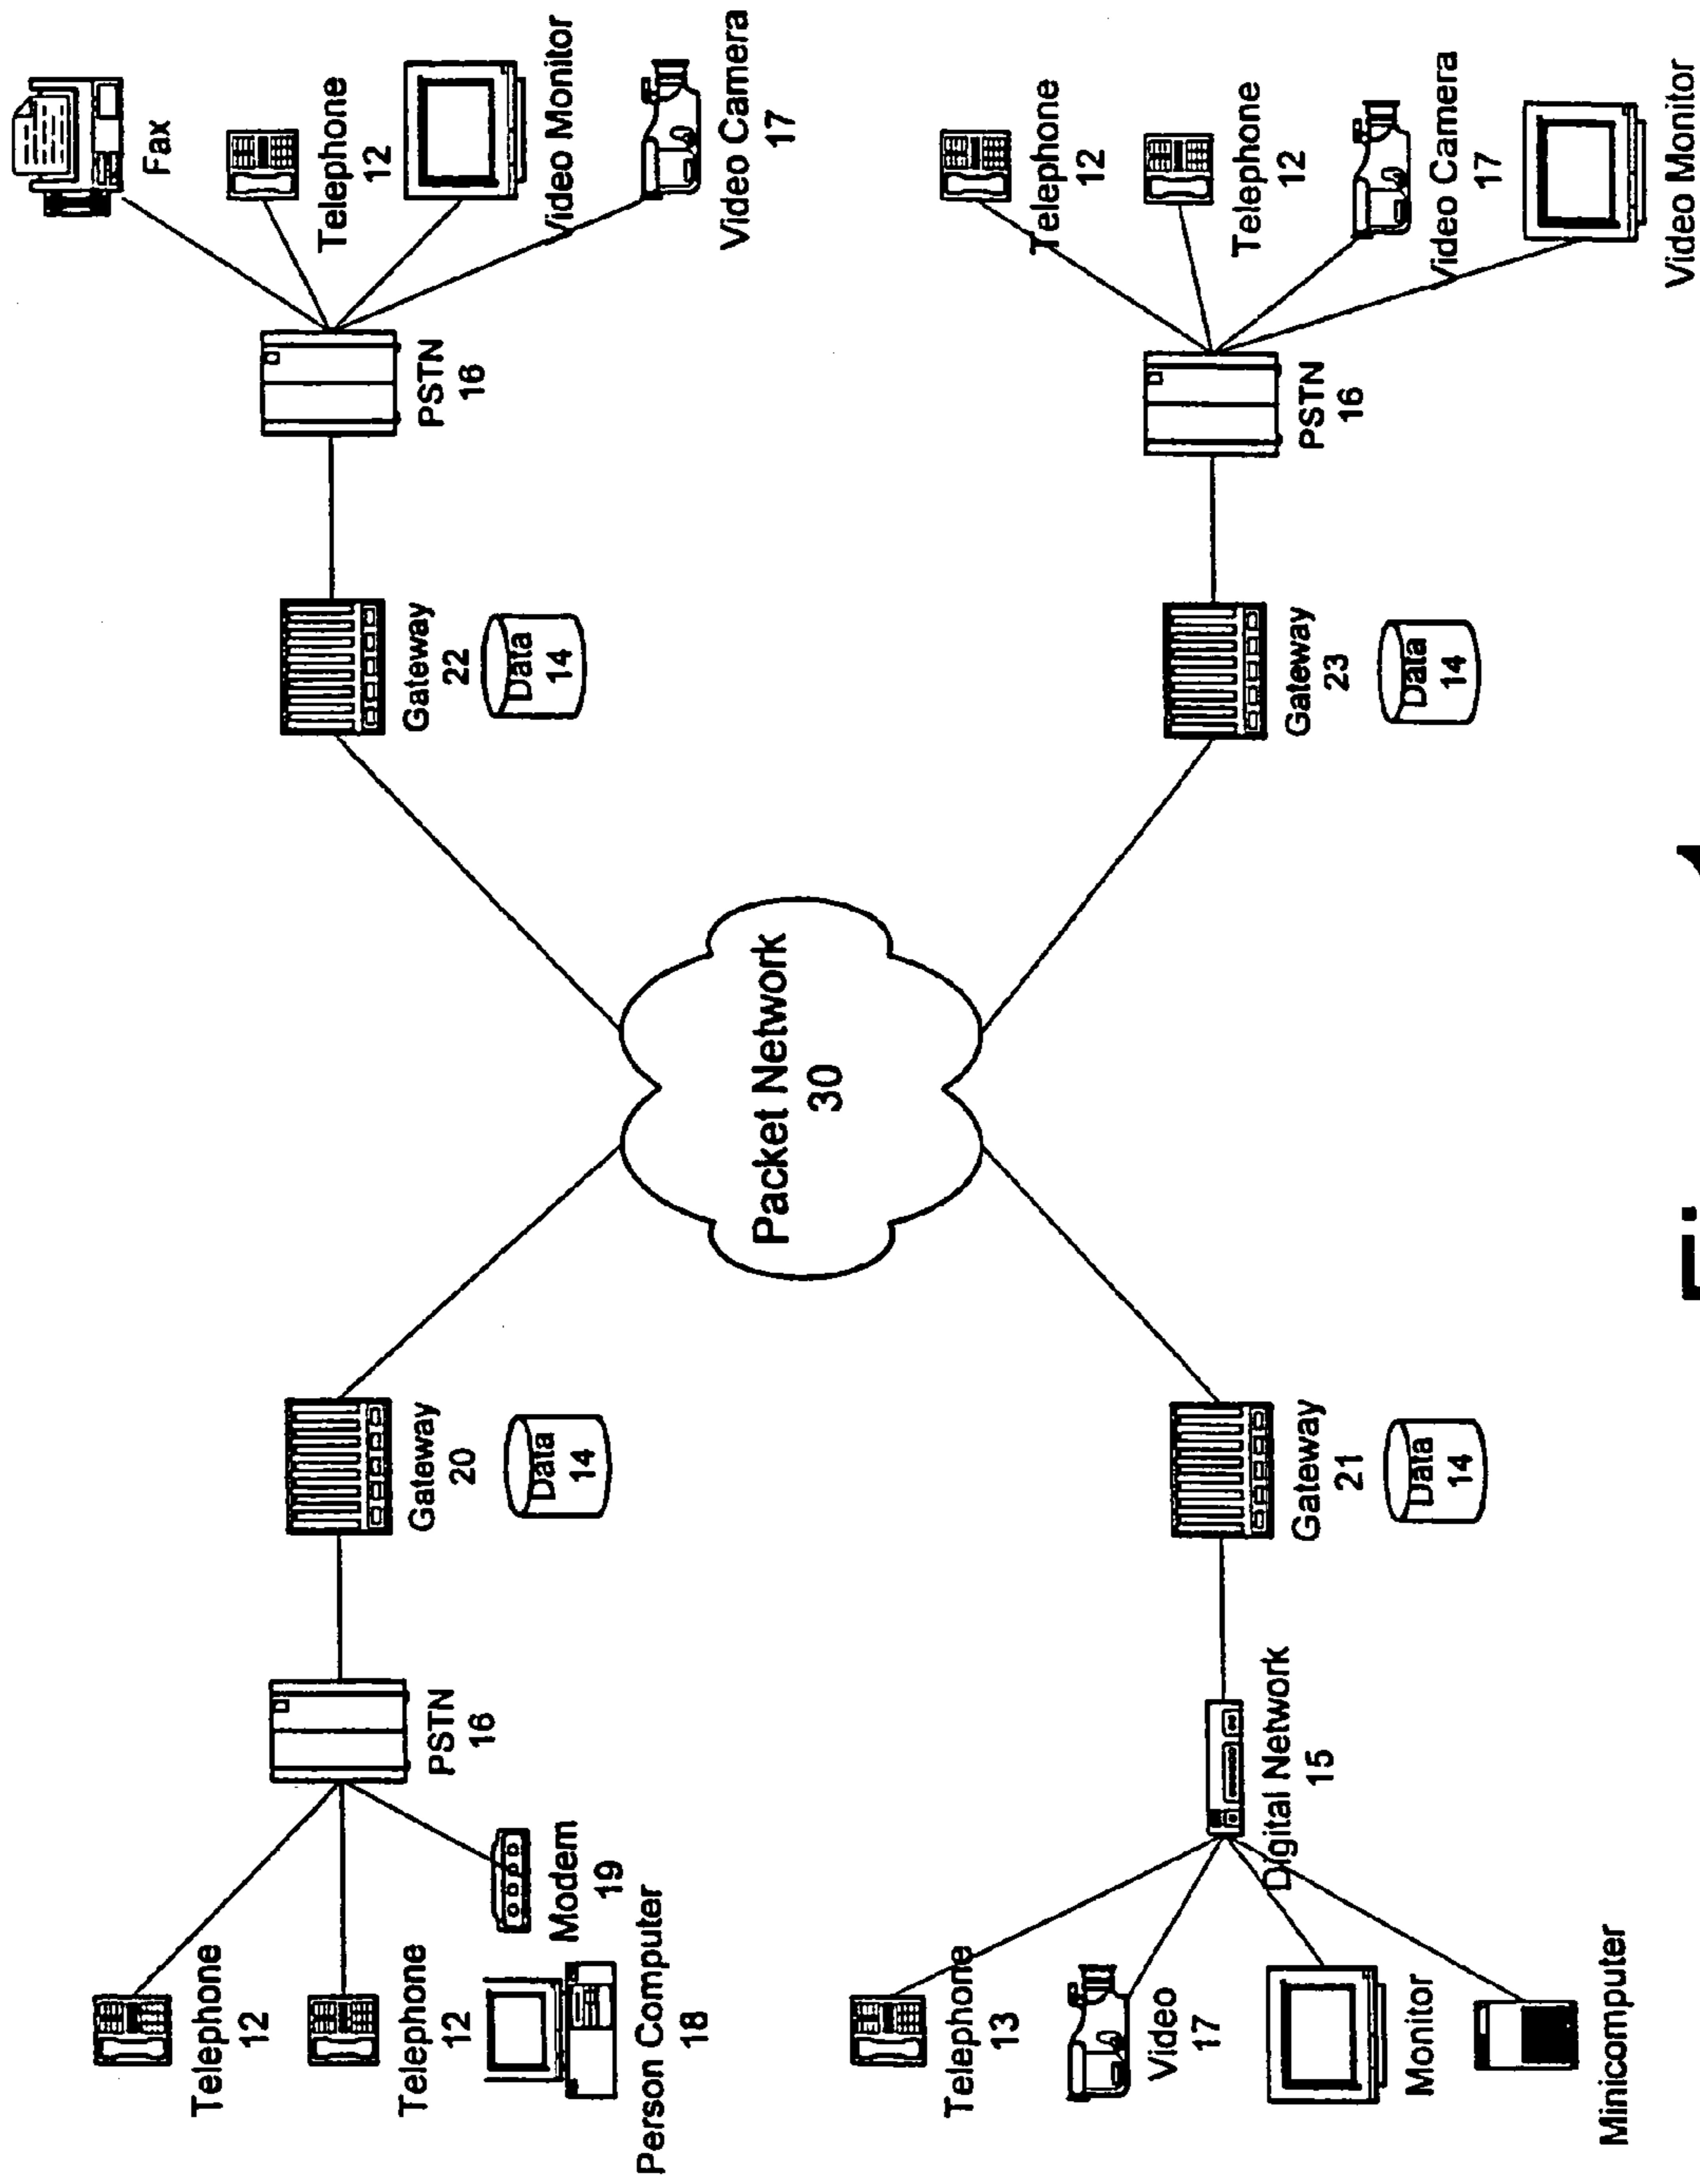 Telephone
12
Telephone
12
Modem
19
Person Computer
18
PSTN
16
Gateway
20
Data
14
Gateway
22
Data
14
PSTN
16
Fax
Telephone
12
Video Monitor
Video Camera
17
Packet Network
30
Telephone
13
Video
17
Monitor
Minicomputer
Digital Network
15
Gateway
21
Data
14
Gateway
23
Data
14
PSTN
16
Telephone
12
Telephone
12
Video Camera
17
Video Monitor